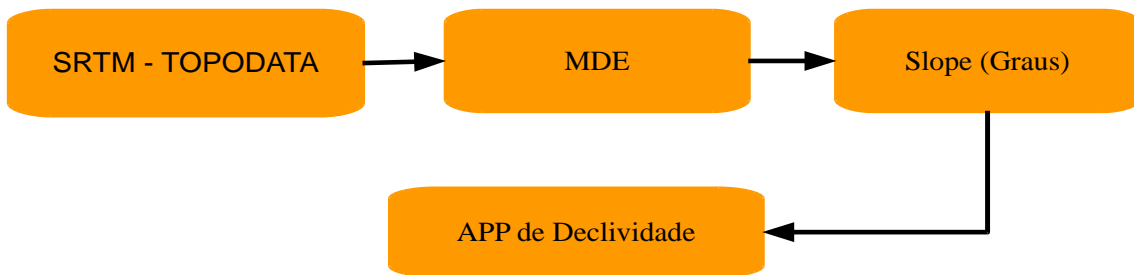 SRTM - TOPODATA
MDE
Slope (Graus)
APP de Declividade